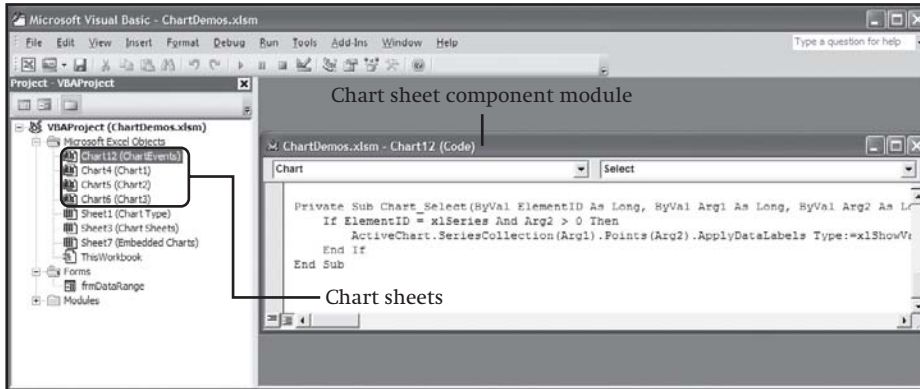 Microsoft Visual Basic - ChartDemos.xlsm
File Edit View Insert Format Debug Run Tools Add-Ins Window Help
Type a question for help
Project - VBAProject
VBAProject (ChartDemos.xlsm)
Microsoft Excel Objects
Chart12 (ChartEvents)
Chart4 (Chart1)
Chart5 (Chart2)
Chart6 (Chart3)
Sheet1 (Chart Type)
Sheet3 (Chart Sheets)
Sheet7 (Embedded Charts)
ThisWorkbook
Forms
frmDataRange
Modules
Chart sheet component module
ChartDemos.xlsm - Chart12 (Code)
Chart Select
Private Sub Chart_Select(ByVal ElementID As Long, ByVal Arg1 As Long, ByVal Arg2 As
If ElementID = xlSeries And Arg2 > 0 Then
ActiveChart.SeriesCollection(Arg1).Points(Arg2).ApplyDataLabels
End If
End Sub
Chart sheets